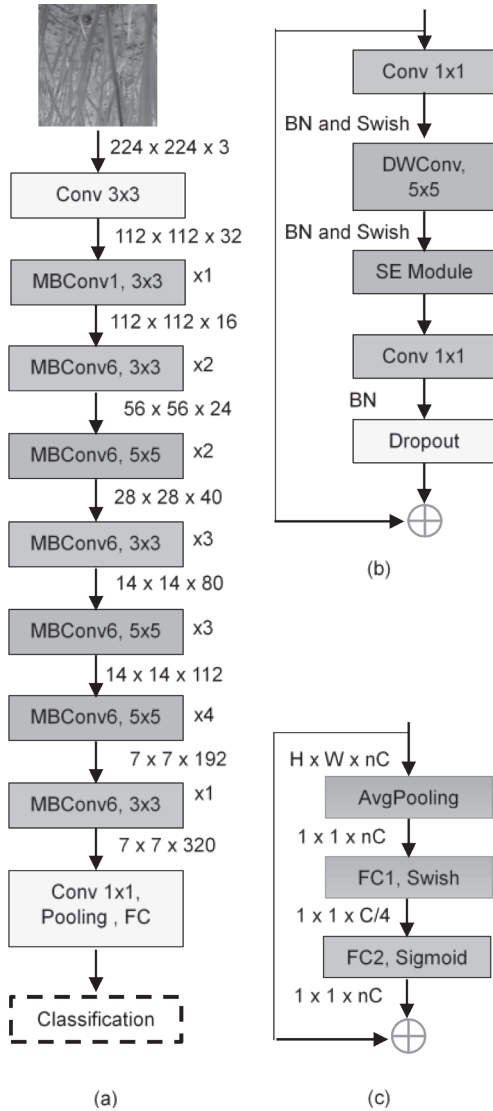 224 x 224 x 3
Conv 3x3
112 x 112 x 32
MBConv1, 3x3
x1
112 x 112 x 16
MBConv6, 3x3
x2
56 x 56 x 24
MBConv6, 5x5
x2
28 x 28 x 40
MBConv6, 3x3
x3
14 x 14 x 80
MBConv6, 5x5
x3
14 x 14 x 112
MBConv6, 5x5
x4
7 x 7 x 192
MBConv6, 3x3
x1
7 x 7 x 320
Conv 1x1,
Pooling , FC
Classification
(a)
Conv 1x1
BN and Swish
DWConv,
5x5
BN and Swish
SE Module
Conv 1x1
BN
Dropout
(b)
H x W x nC
AvgPooling
1 x 1 x nC
FC1, Swish
1 x 1 x C/4
FC2, Sigmoid
1 x 1 x nC
(c)